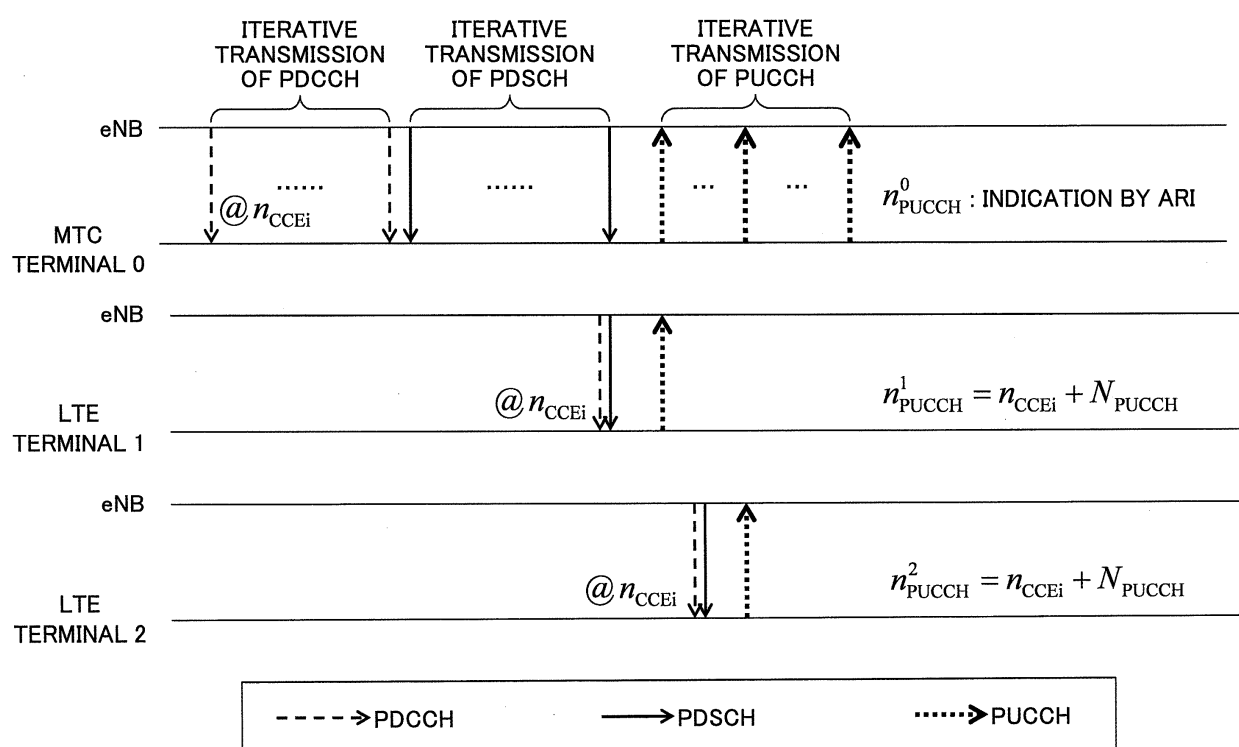 ITERATIVE TRANSMISSION OF PDCCH
ITERATIVE TRANSMISSION OF PDSCH
ITERATIVE TRANSMISSION OF PUCCH
eNB
@ n_CCEi
...... ...... ... ...
n^0_PUCCH : INDICATION BY ARI
MTC
TERMINAL 0
eNB
@ n_CCEi
n^1_PUCCH = n_CCEi + N_PUCCH
LTE
TERMINAL 1
eNB
@ n_CCEi
n^2_PUCCH = n_CCEi + N_PUCCH
LTE
TERMINAL 2
PDCCH PDSCH PUCCH